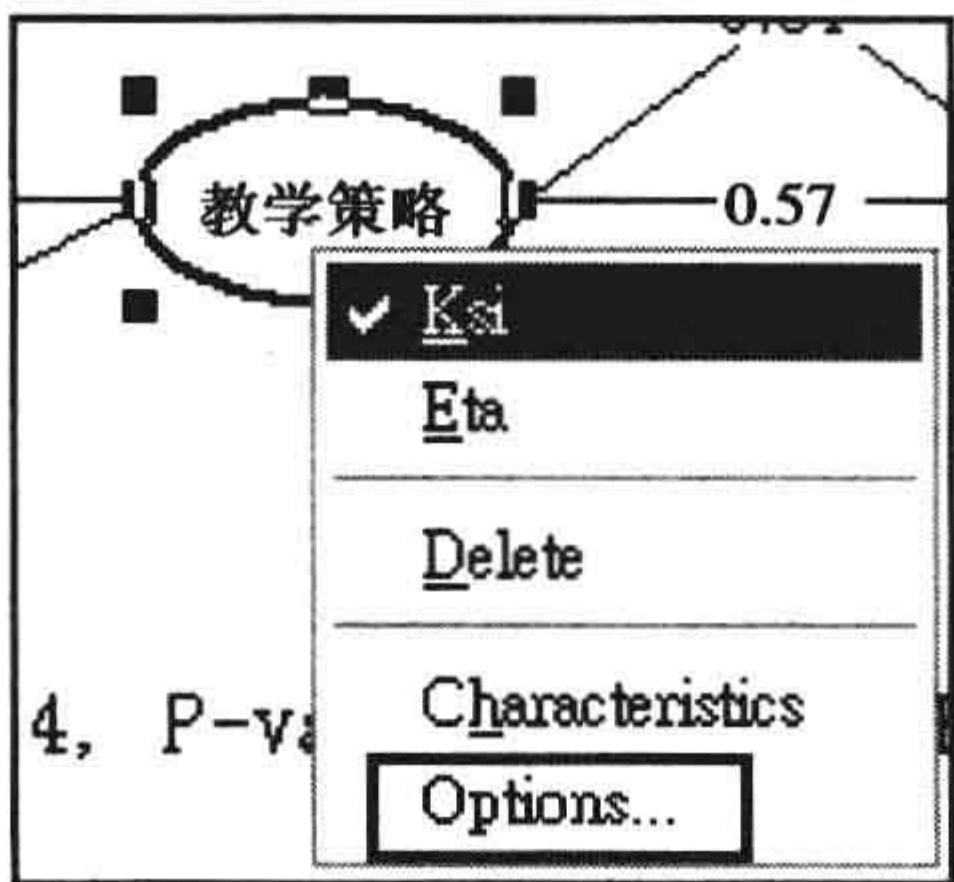 教学策略
0.57
Ksi
Eta
Delete
Characteristics
4, P-va
Options...